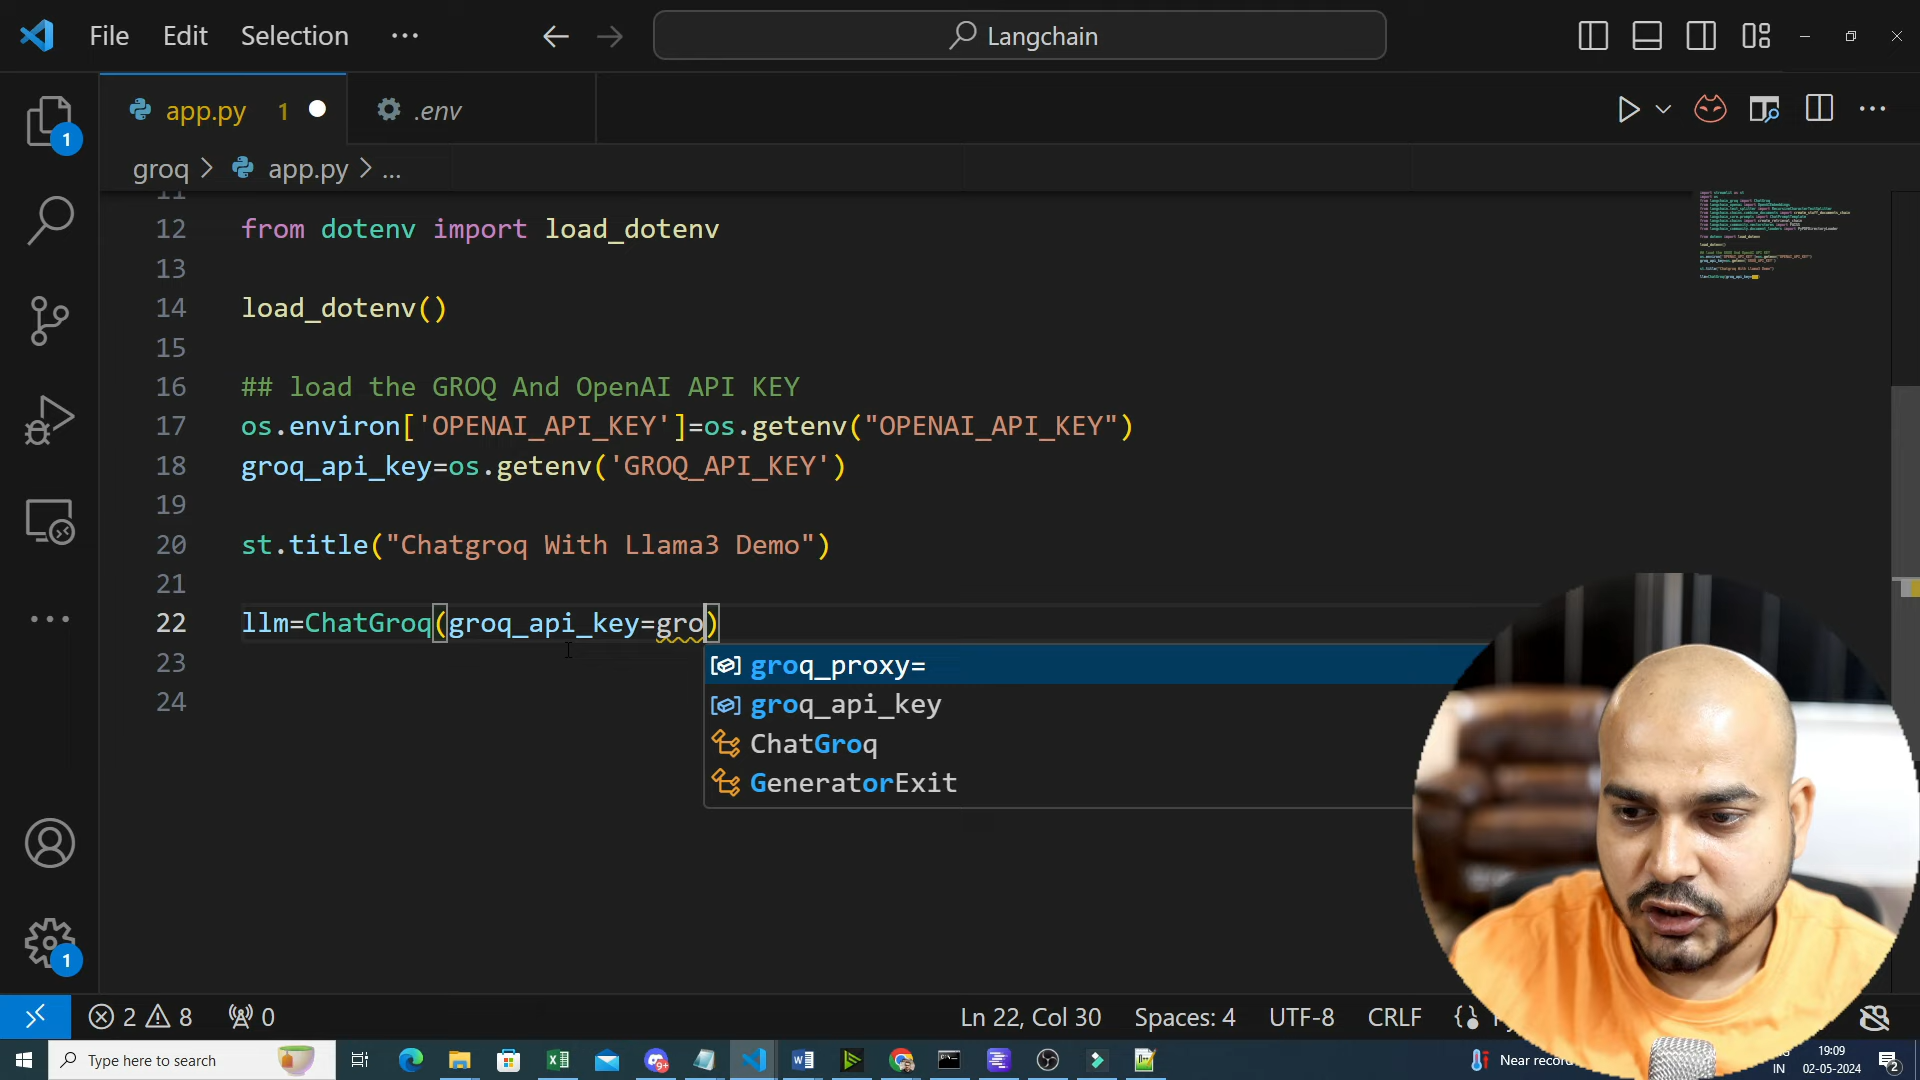 File Edit Selection ... Langchain
app.py 1 .env
groq > app.py > ...
11
12 from dotenv import load_dotenv
13
14 load_dotenv()
15
16 ## load the GROQ And OpenAI API KEY
17 os.environ['OPENAI_API_KEY']=os.getenv("OPENAI_API_KEY")
18 groq_api_key=os.getenv('GROQ_API_KEY')
19
20 st.title("Chatgroq With Llama3 Demo")
21
22 llm=ChatGroq(groq_api_key=gro)
23
24
groq_proxy=
groq_api_key
ChatGroq
GeneratorExit
1
1
2 8 0 Ln 22, Col 30 Spaces: 4 UTF-8 CRLF {}
Type here to search 9+ Near 19:09
IN 02-05-2024 2